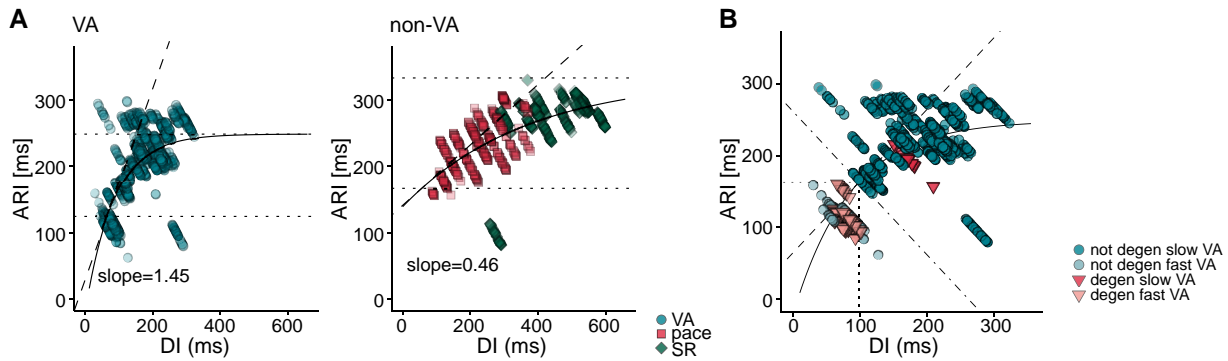 A
VA
ARI [ms]
300
200
100
0
slope=1.45
0
200
400
600
DI (ms)
non-VA
ARI [ms]
300
200
100
0
slope=0.46
0
200
400
600
DI (ms)
VA
pace
SR
B
ARI [ms]
300
200
100
0
0
100
200
300
DI (ms)
not degen slow VA
not degen fast VA
degen slow VA
degen fast VA